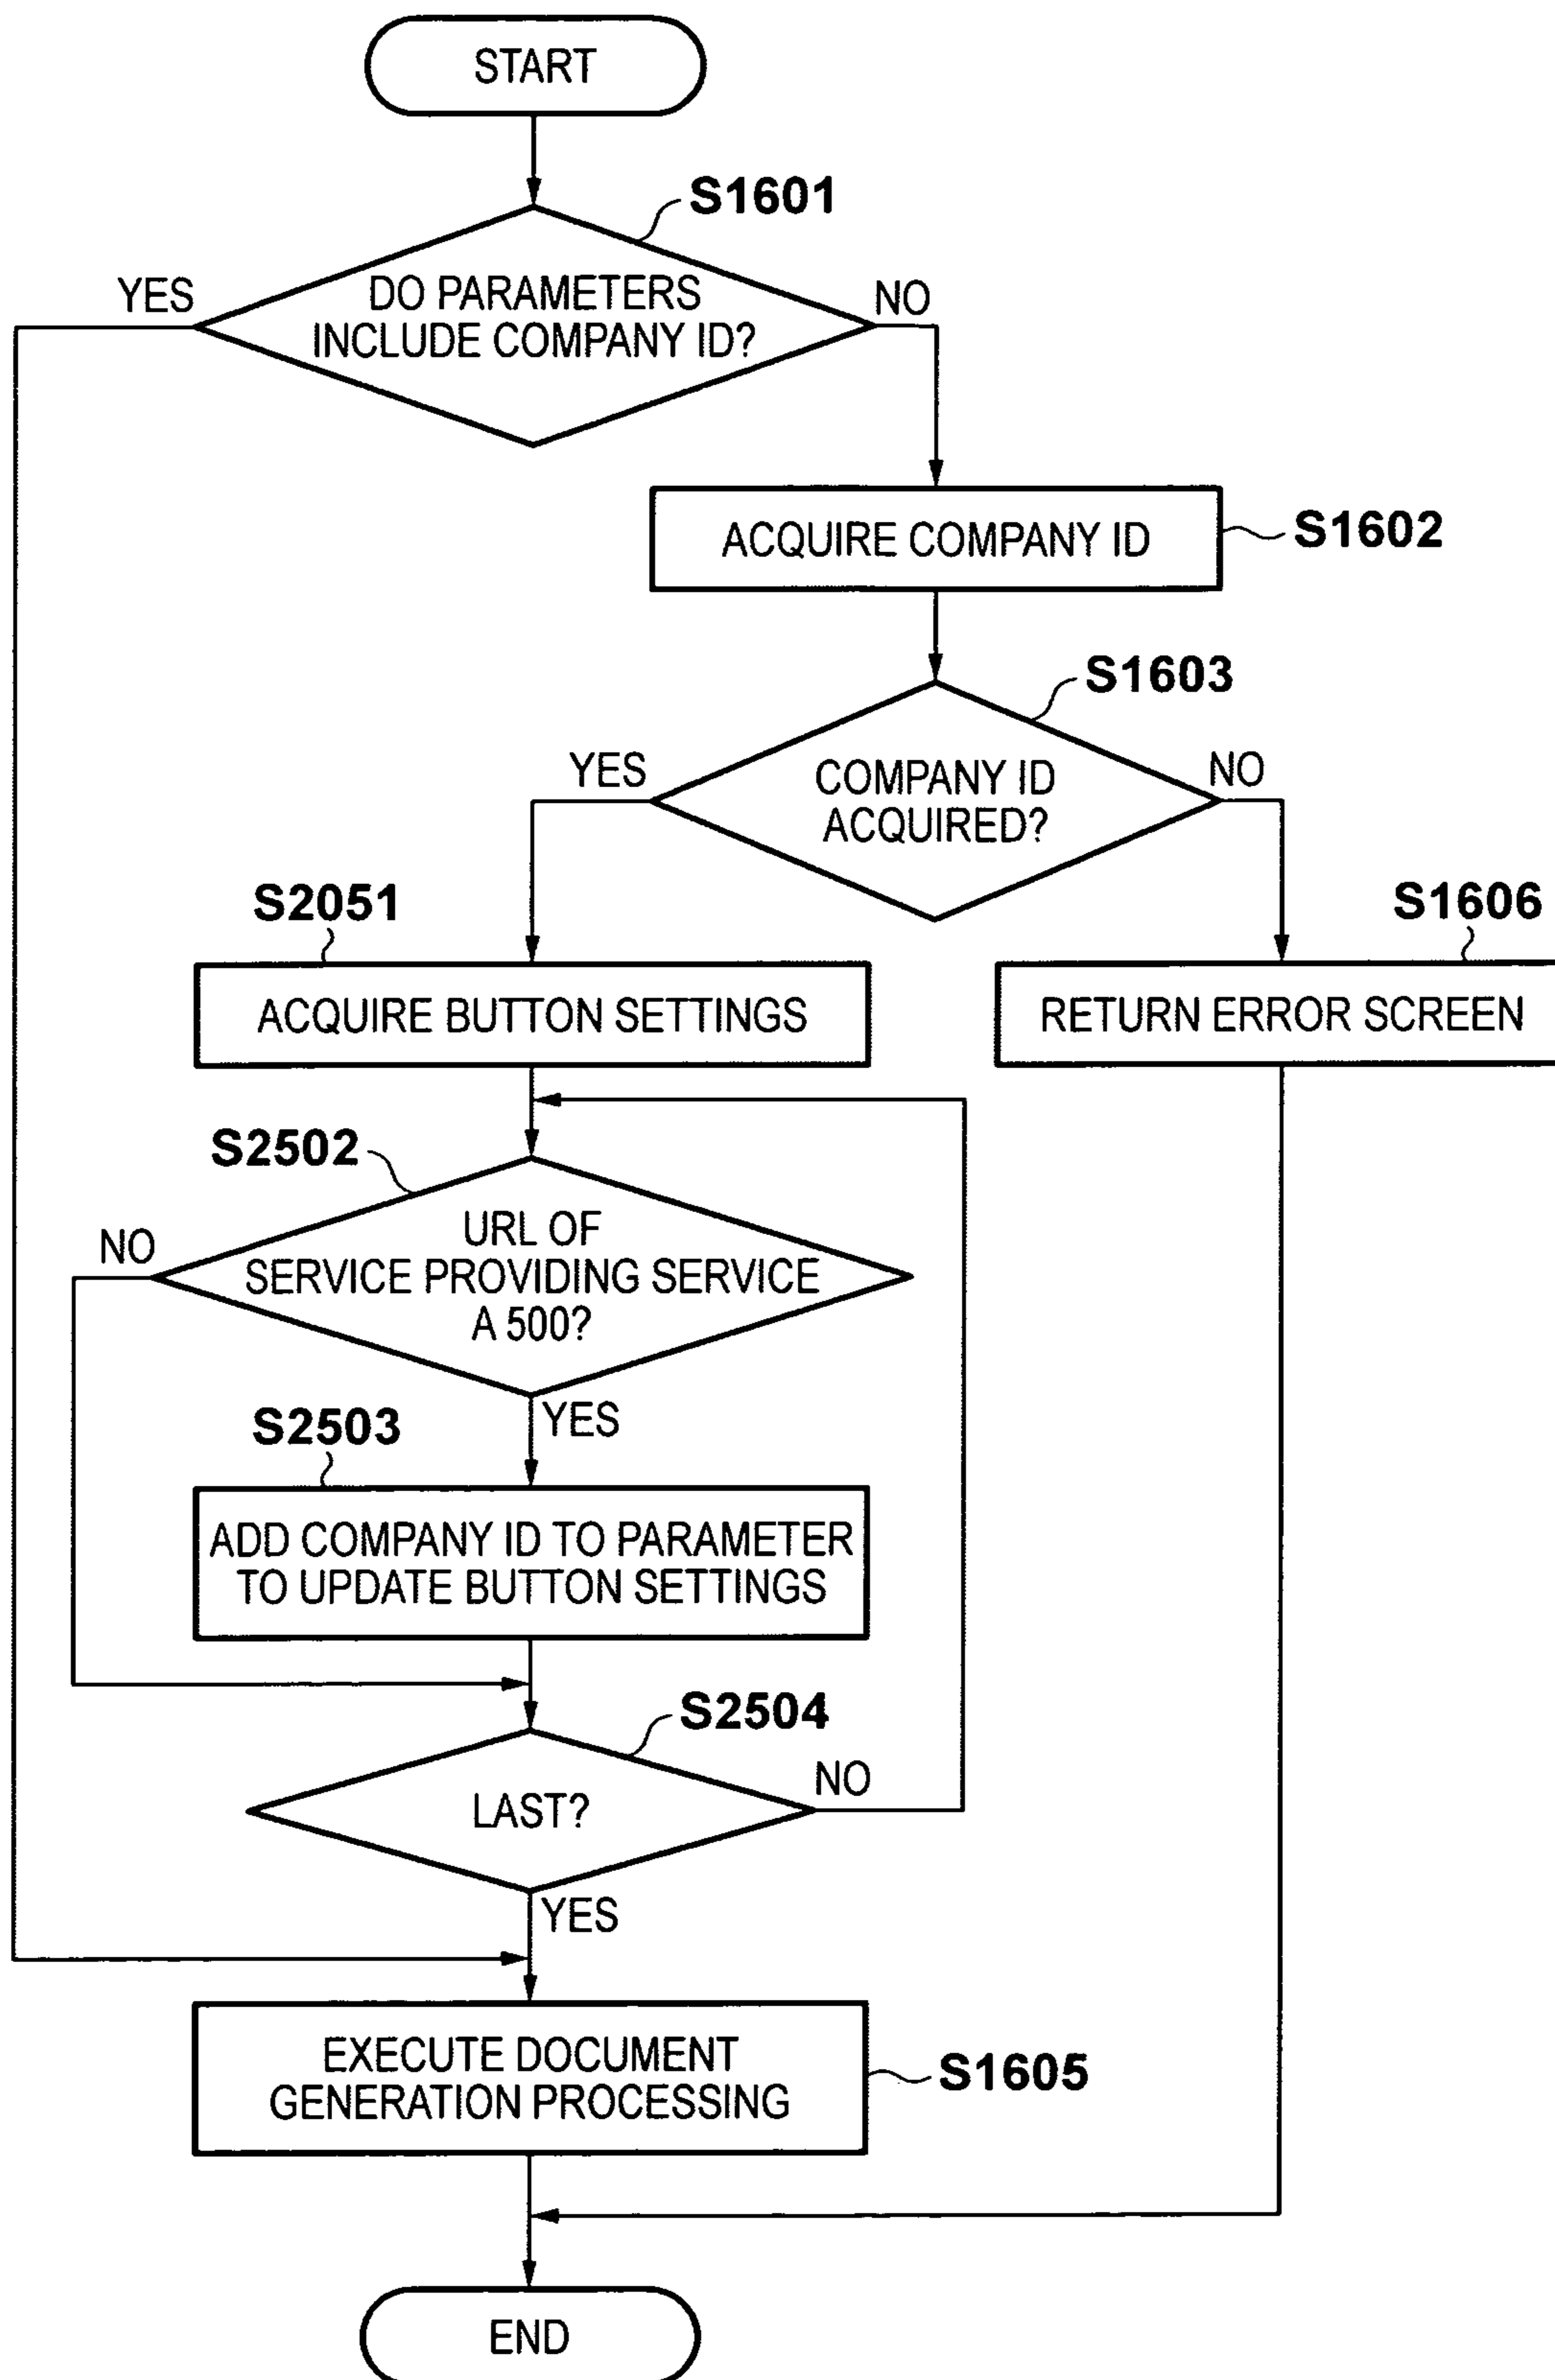 START
S1601
YES
DO PARAMETERS
INCLUDE COMPANY ID?
NO
ACQUIRE COMPANY ID
S1602
S1603
YES
COMPANY ID
ACQUIRED?
NO
S2051
S1606
ACQUIRE BUTTON SETTINGS
RETURN ERROR SCREEN
S2502
NO
URL OF
SERVICE PROVIDING SERVICE
A 500?
YES
S2503
ADD COMPANY ID TO PARAMETER
TO UPDATE BUTTON SETTINGS
S2504
LAST?
NO
YES
EXECUTE DOCUMENT
GENERATION PROCESSING
S1605
END